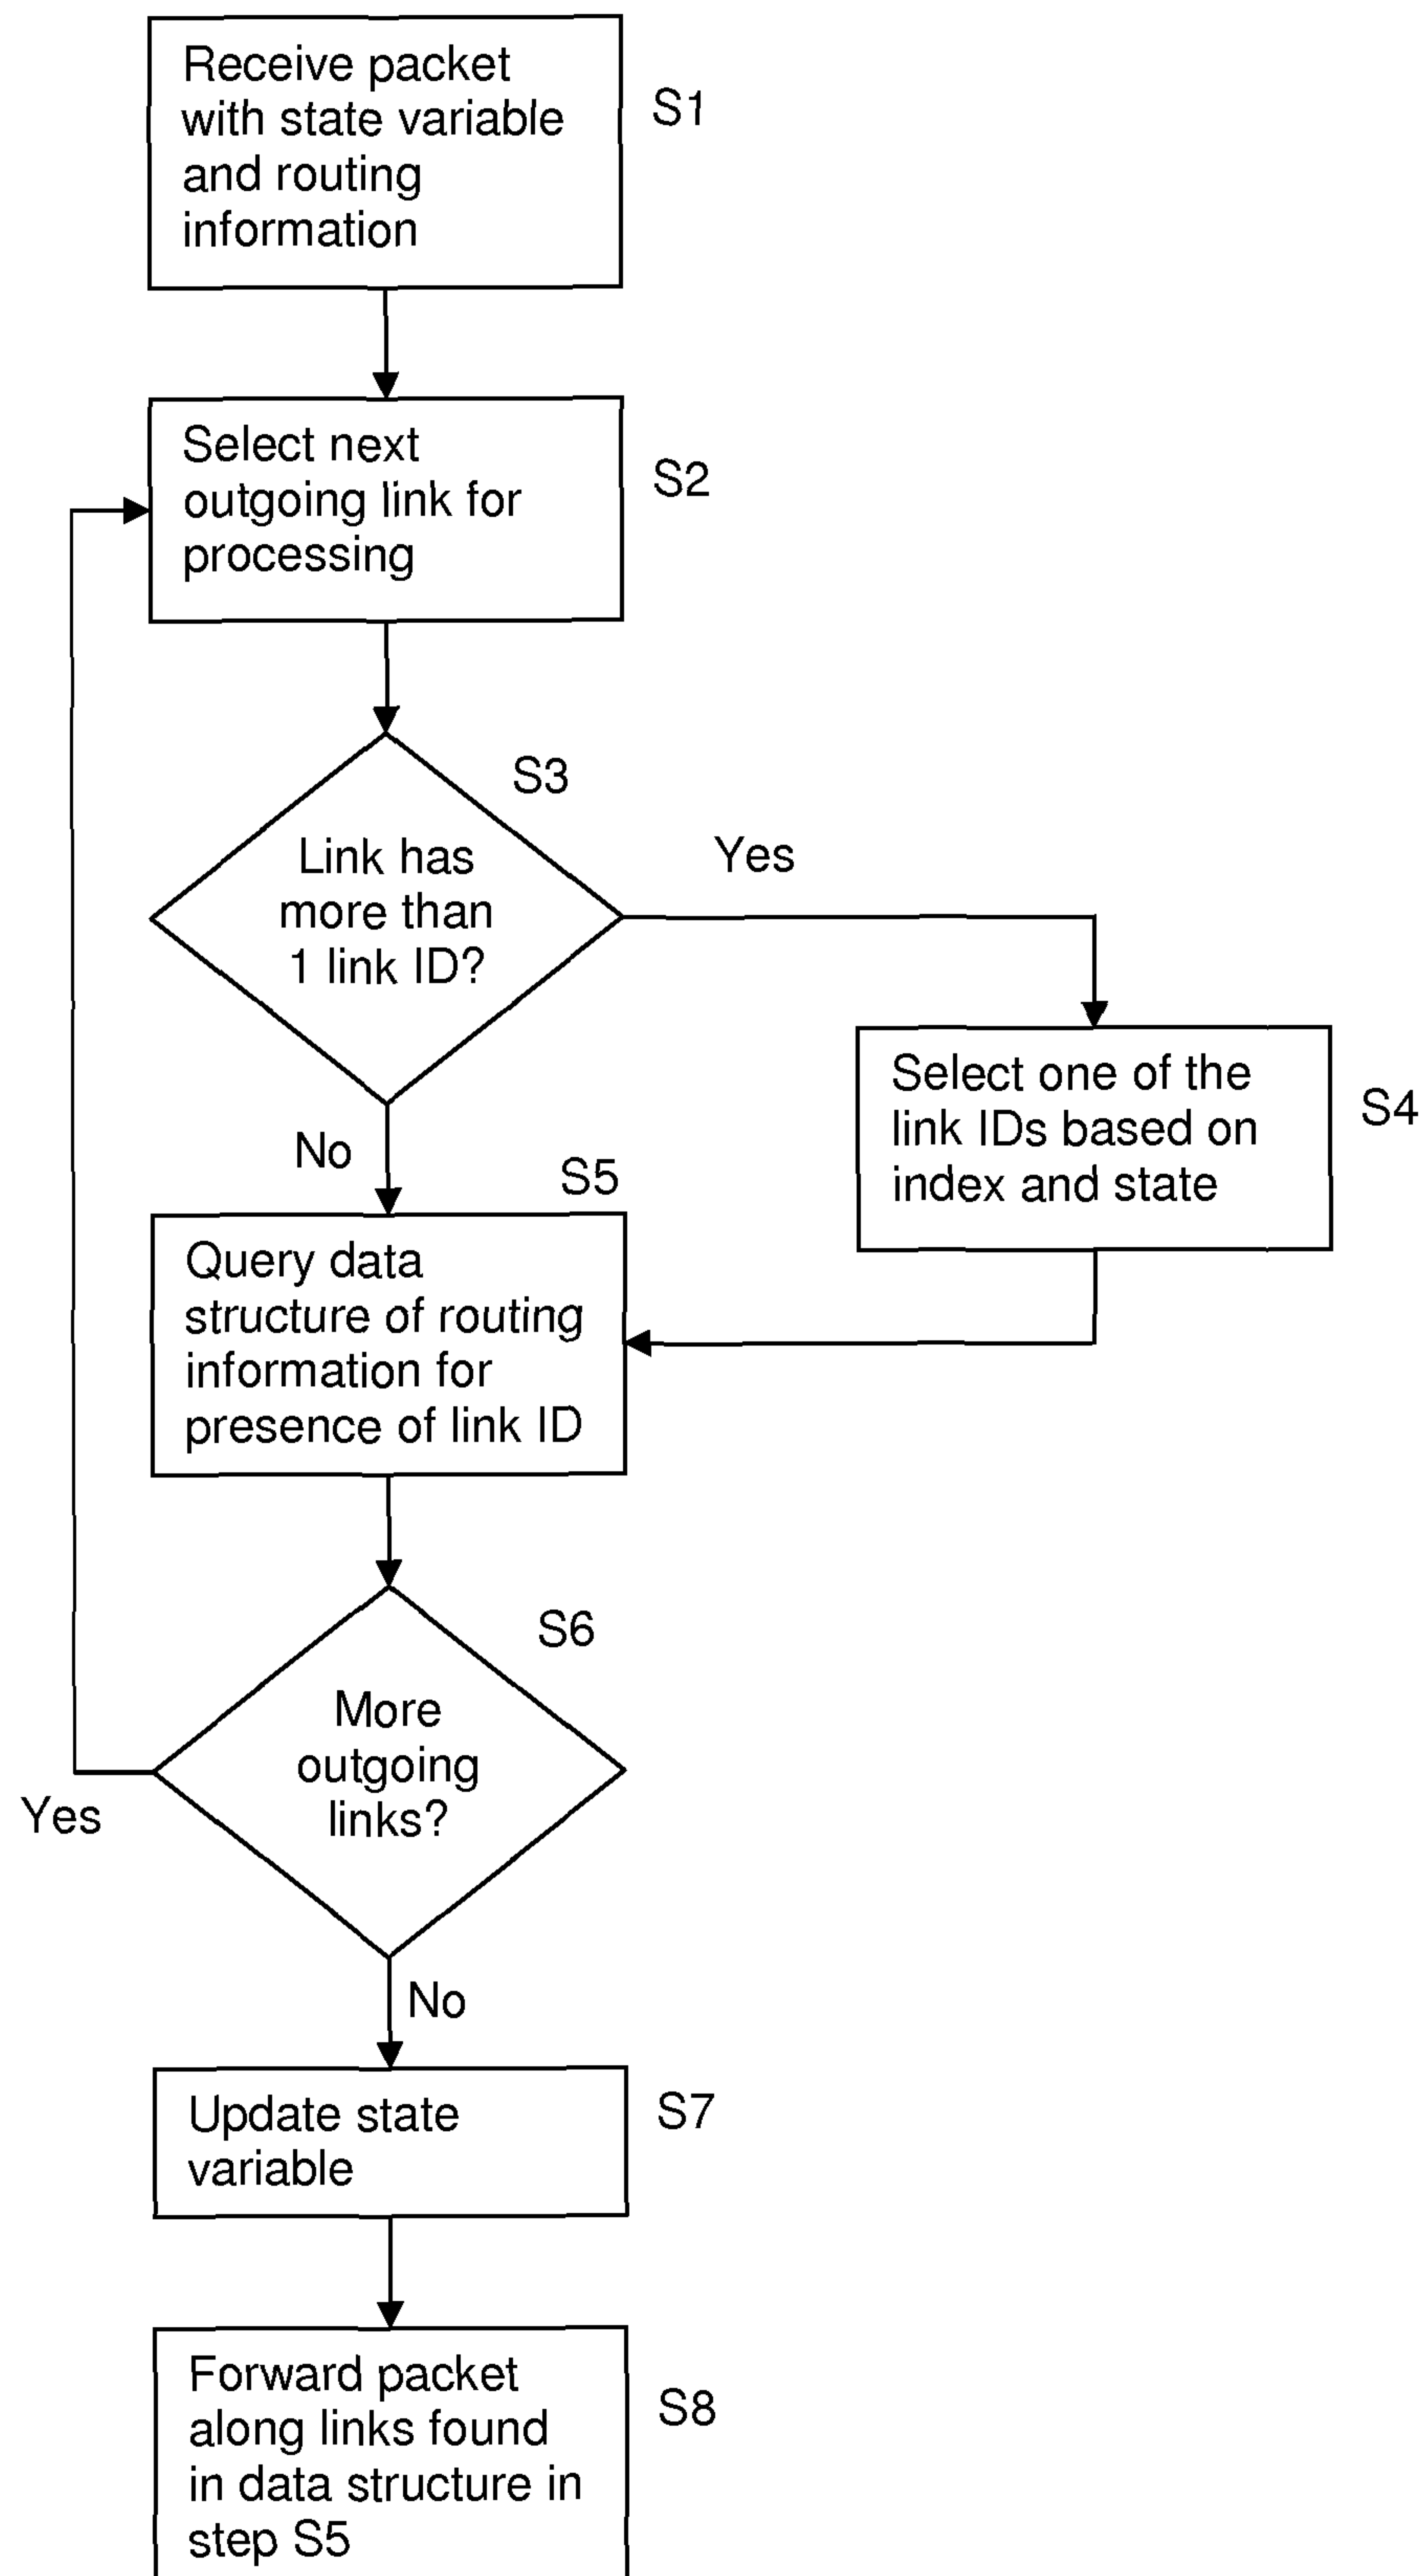 Receive packet
with state variable
and routing
information
S1
Select next
outgoing link for
processing
S2
S3
Link has
more than
1 link ID?
Yes
Select one of the
link IDs based on
index and state
S4
No
S5
Query data
structure of routing
information for
presence of link ID
S6
More
outgoing
links?
Yes
No
Update state
variable
S7
Forward packet
along links found
in data structure in
step S5
S8